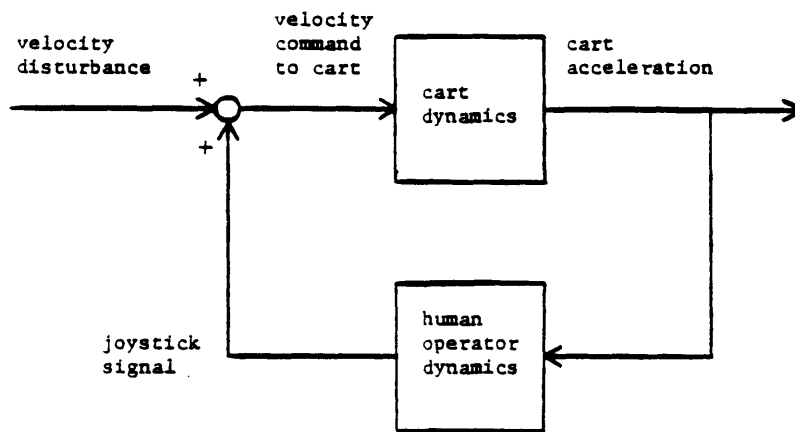 velocity
disturbance
+
velocity
command
to cart
cart
dynamics
cart
acceleration
+
joystick
signal
human
operator
dynamics